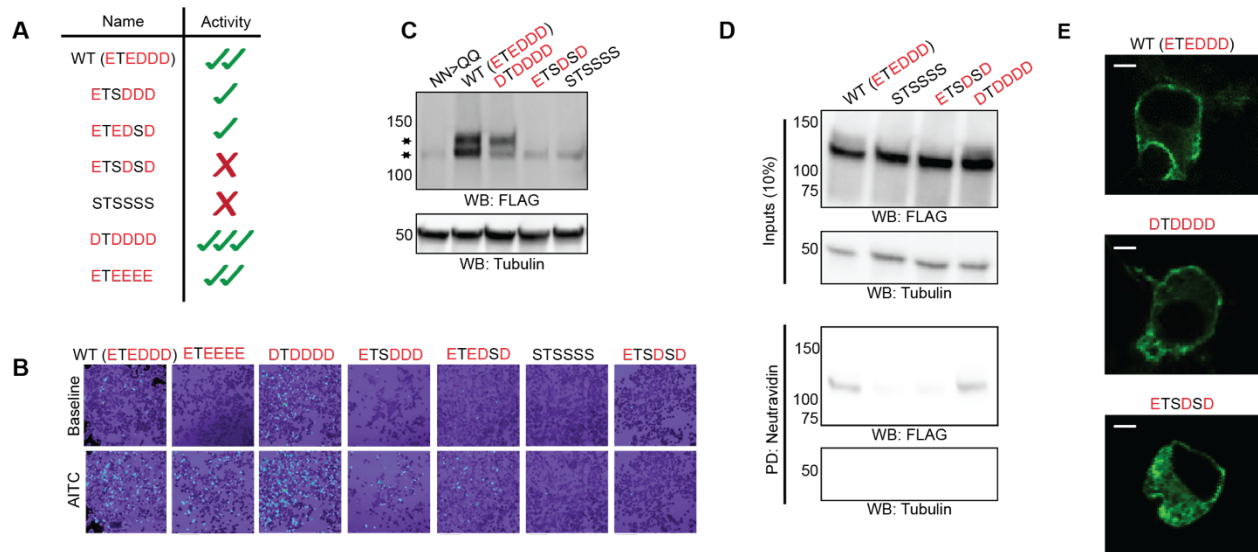 A
Name Activity
WT (ETEDDD)
ETSDDD
ETEDSD
ETSDSD
STSSSS
DTDDDD
ETEEEE
B
WT (ETEDDD) ETEEEE DTDDDD ETSDDD ETEDSD STSSSS ETSDSD
Baseline
AITC
C
NN>QQ
WT (ETEDDD)
DTDDDD
ETSDSD
STSSSS
150
100
WB: FLAG
50
WB: Tubulin
D
WT (ETEDDD)
STSSSS
ETSDSD
DTDDDD
Inputs (10%)
150
100
75
WB: FLAG
50
WB: Tubulin
PD: Neutravidin
150
100
75
WB: FLAG
50
WB: Tubulin
E
WT (ETEDDD)
DTDDDD
ETSDSD